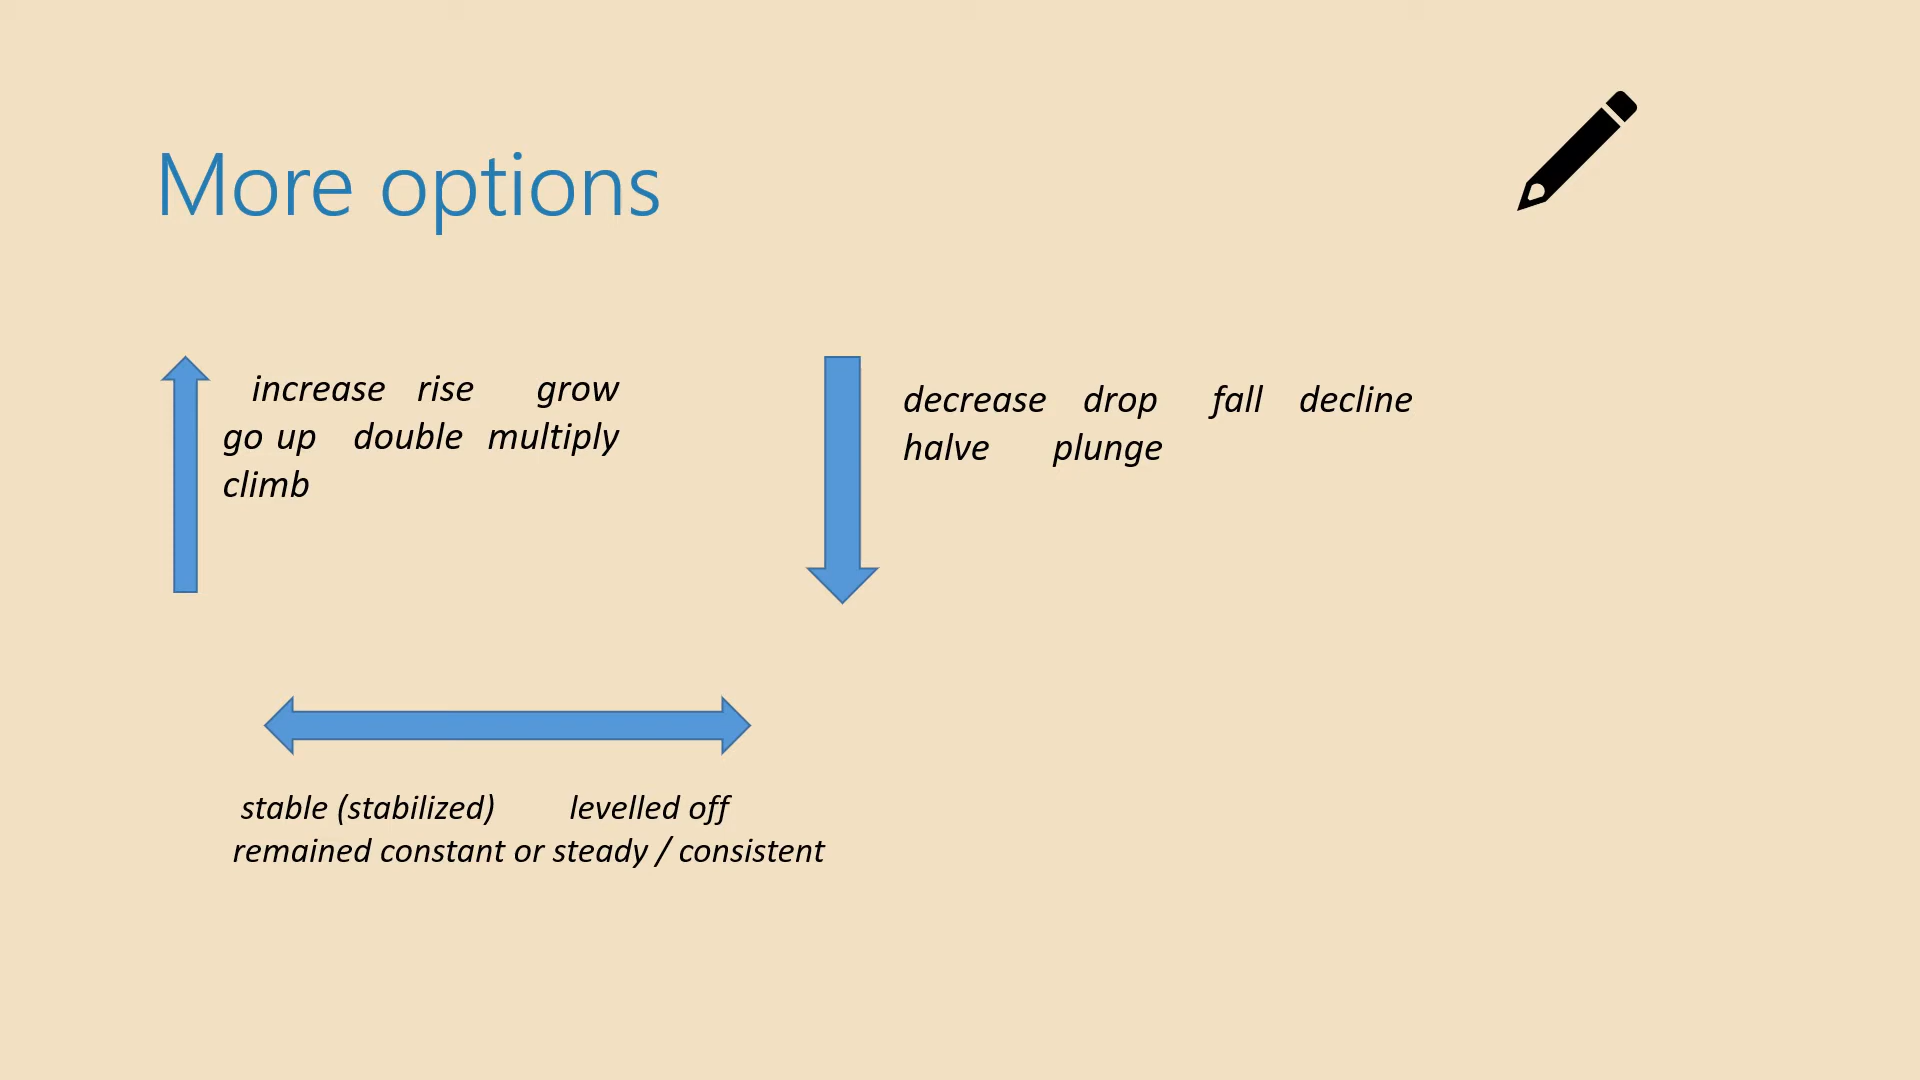 More options
increase rise grow
go up double multiply
climb
decrease drop fall decline
halve plunge
stable (stabilized) levelled off
remained constant or steady / consistent